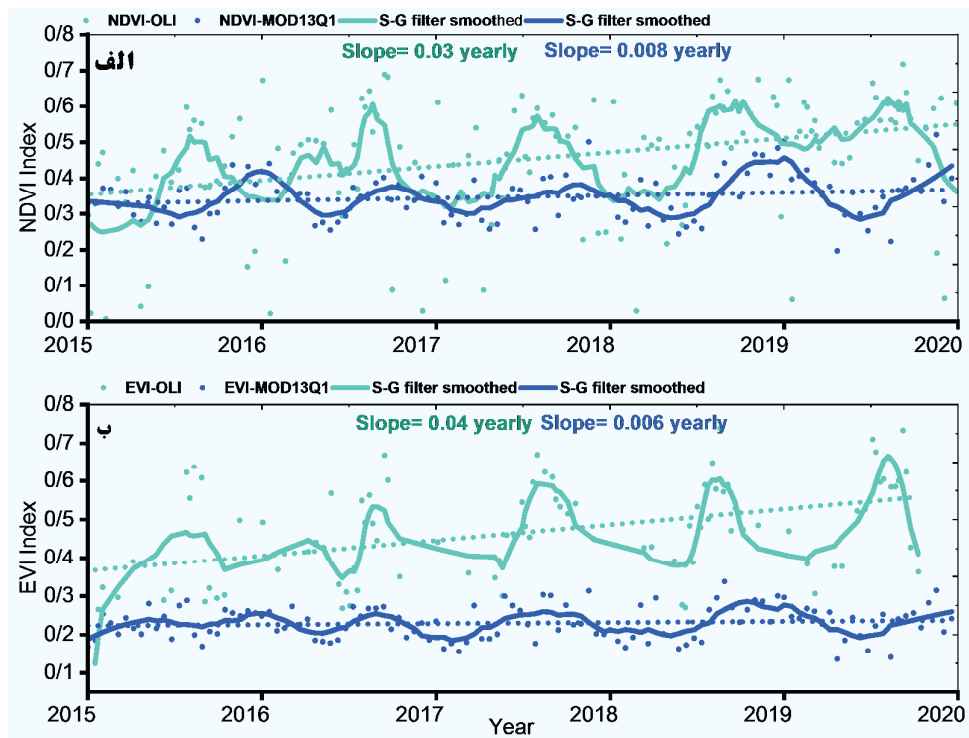 NDVI-OLI NDVI-MOD13Q1 S-G filter smoothed S-G filter smoothed
0/8
Slope= 0.03 yearly Slope= 0.008 yearly
الف
0/7
0/6
0/5
0/4
0/3
0/2
0/1
0/0
NDVI Index
2015 2016 2017 2018 2019 2020
EVI-OLI EVI-MOD13Q1 S-G filter smoothed S-G filter smoothed
0/8
Slope= 0.04 yearly Slope= 0.006 yearly
ب
0/7
0/6
0/5
0/4
0/3
0/2
0/1
EVI Index
2015 2016 2017 2018 2019 2020
Year